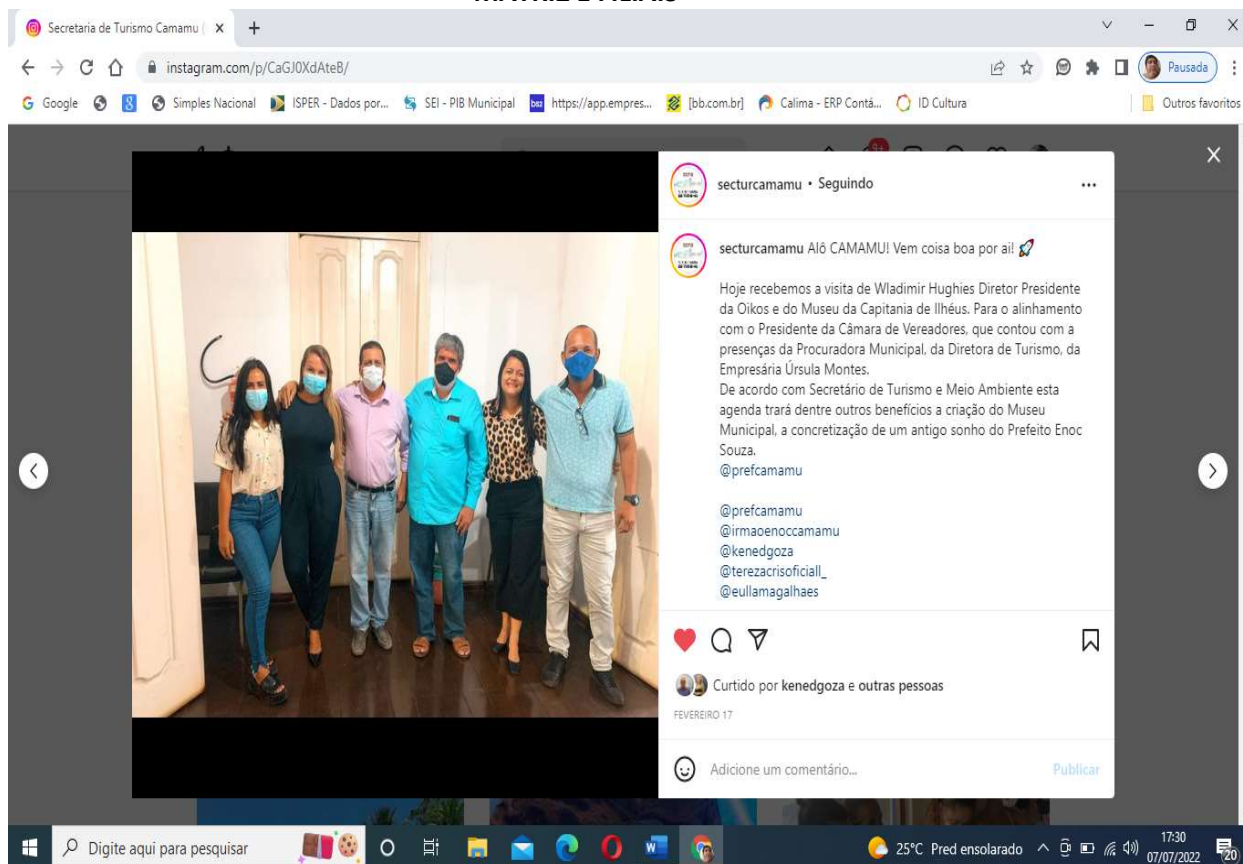 Secretaria de Turismo Camamu (
instagram.com/p/CaGJ0XdAteB/
Pausada
Google
Simples Nacional
ISPER - Dados por...
SEI - PIB Municipal
https://app.empres...
[bb.com.br]
Calima - ERP Contá...
ID Cultura
Outros favoritos
9+
secturcamamu • Seguindo
secturcamamu Alô CAMAMU! Vem coisa boa por ai! 🚀
Hoje recebemos a visita de Wladimir Hughies Diretor Presidente
da Oikos e do Museu da Capitania de Ilhéus. Para o alinhamento
com o Presidente da Câmara de Vereadores, que contou com a
presenças da Procuradora Municipal, da Diretora de Turismo, da
Empresária Úrsula Montes.
De acordo com Secretário de Turismo e Meio Ambiente esta
agenda trará dentre outros benefícios a criação do Museu
Municipal, a concretização de um antigo sonho do Prefeito Enoc
Souza.
@prefcamamu
@prefcamamu
@irmaoenoccamamu
@kenedgoza
@terezacrisoficiall_
@eullamagalhaes
Curtido por kenedgoza e outras pessoas
FEVEREIRO 17
Adicione um comentário...
Publicar
Digite aqui para pesquisar
25°C Pred ensolarado
17:30
07/07/2022
20